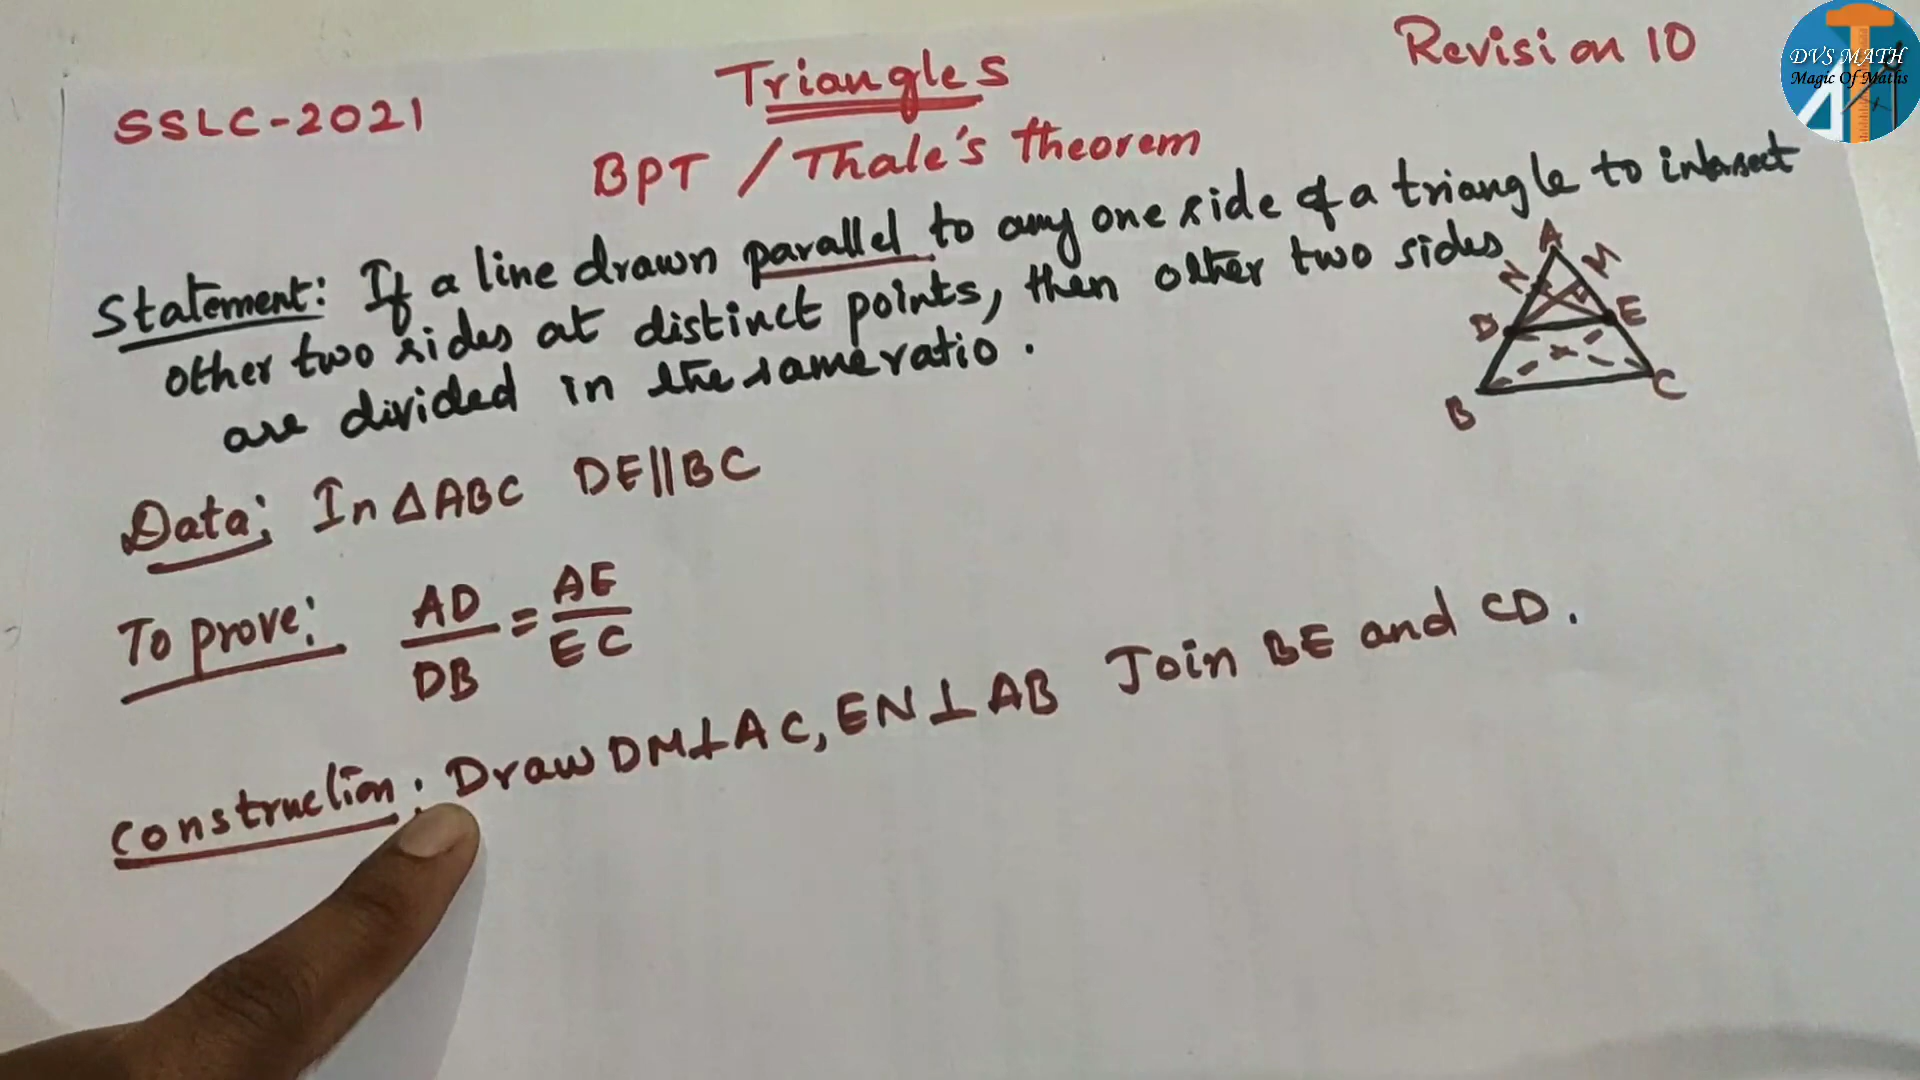 Revision 10
DVS MATH
Magic Of Maths
SSLC-2021
Triangles
BPT / Thale's theorem
Statement: If a line drawn parallel to any one side of a triangle to intersect
other two sides at distinct points, then other two sides
are divided in the same ratio.
A
N M
D E
B C
Data: In △ABC DE||BC
To prove: AD/DB = AE/EC
Construction: Draw DM⊥AC, EN⊥AB Join BE and CD.